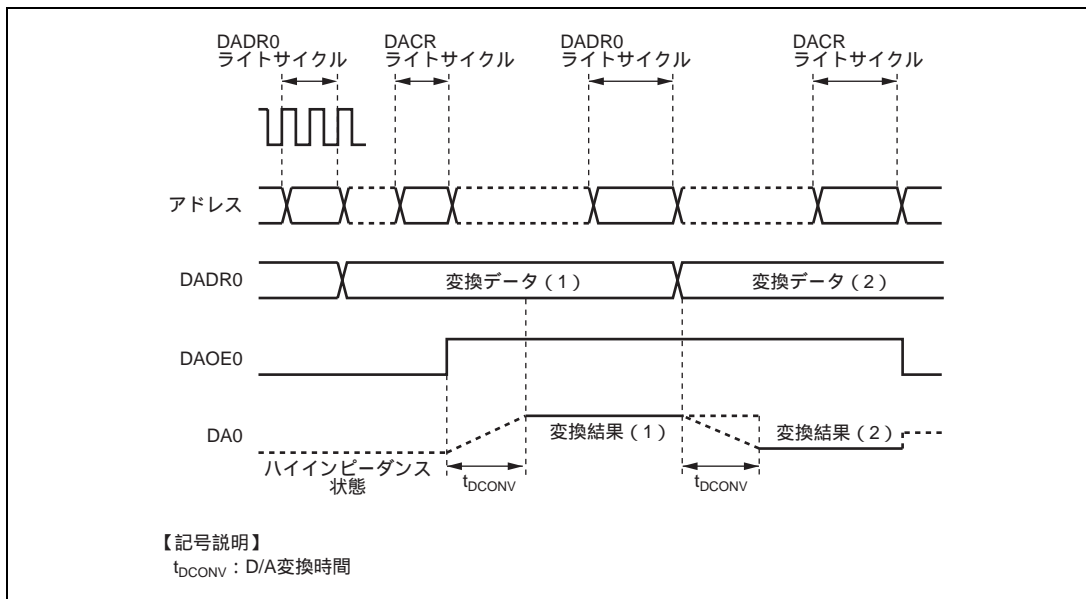 DADR0
ライトサイクル
DACR
ライトサイクル
DADR0
ライトサイクル
DACR
ライトサイクル
アドレス
DADR0
変換データ（1）
変換データ（2）
DAOE0
DA0
変換結果（1）
変換結果（2）
ハイインピーダンス
状態
tDCONV
tDCONV
【記号説明】
tDCONV：D/A変換時間